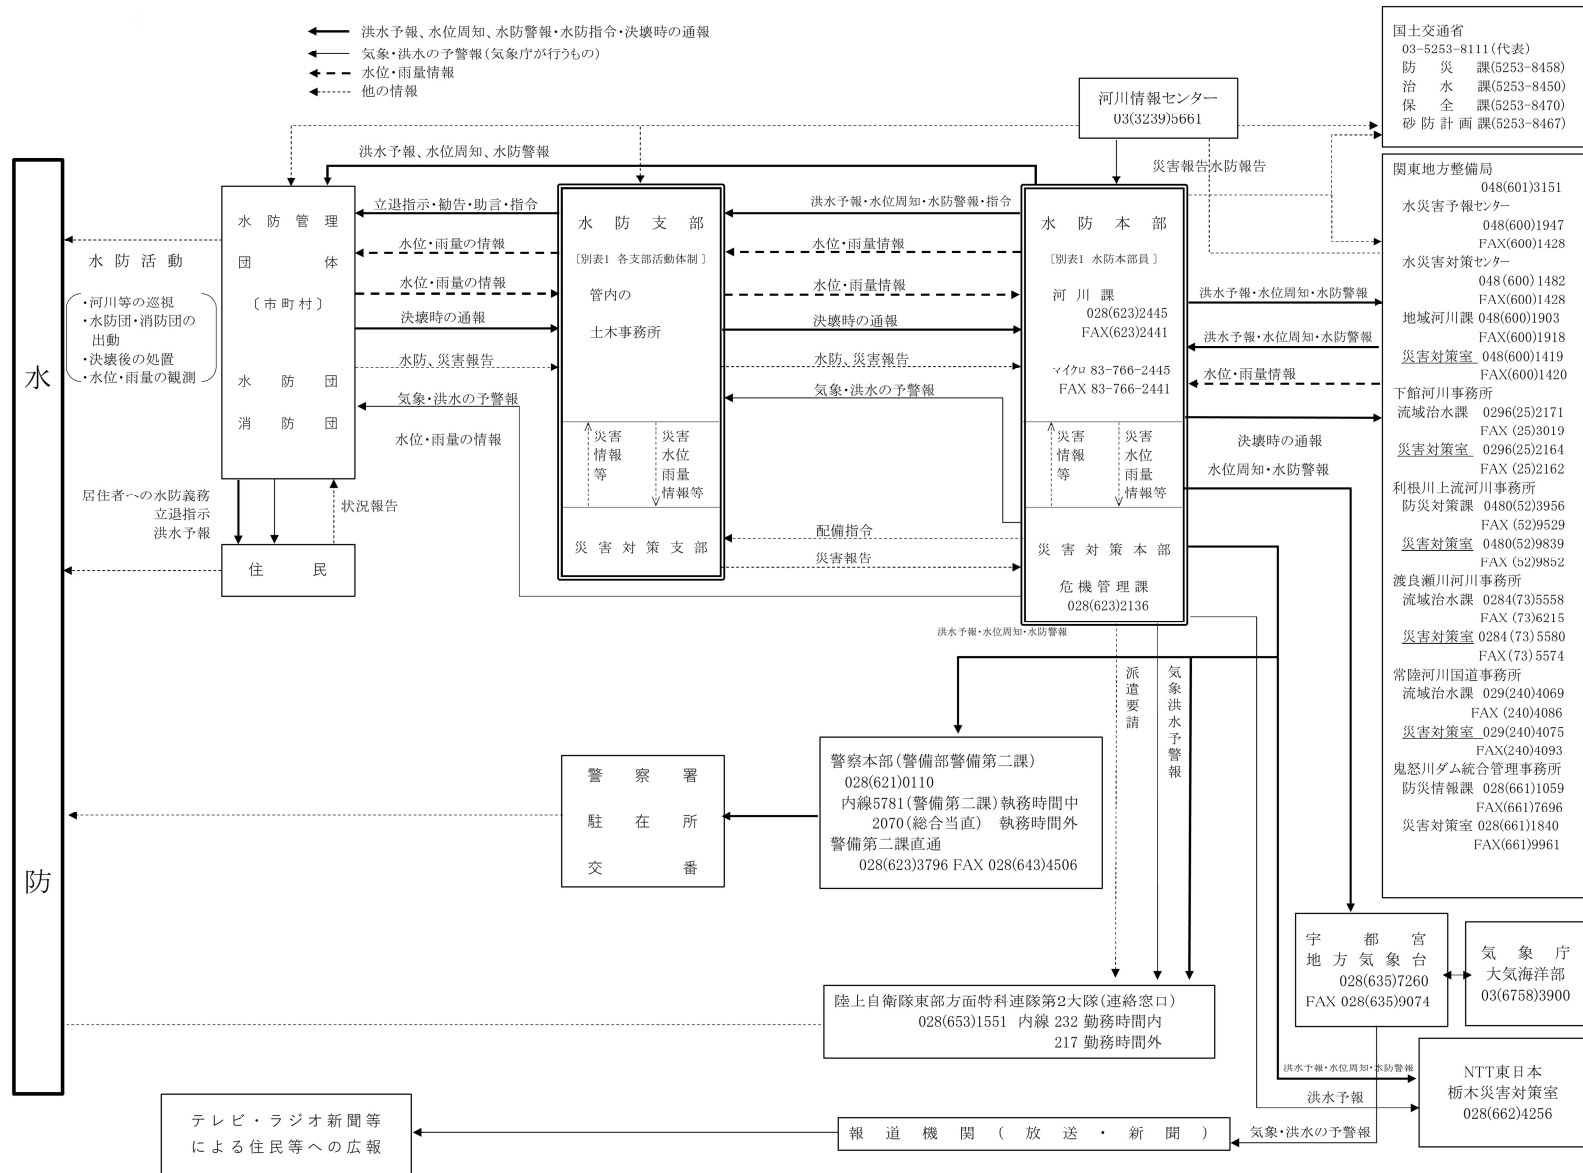 洪水予報、水位周知、水防警報・水防指令・決壊時の通報
気象・洪水の予警報(気象庁が行うもの)
水位・雨量情報
他の情報
河川情報センター
03(3239)5661
国土交通省
03-5253-8111(代表)
防災課(5253-8458)
治水課(5253-8450)
保全課(5253-8470)
砂防計画課(5253-8467)
洪水予報、水位周知、水防警報
災害報告水防報告
水防
水防活動
・河川等の巡視
・水防団・消防団の
出動
・決壊後の処置
・水位・雨量の観測
水防管理
団体
〔市町村〕
水防団
消防団
立退指示・勧告・助言・指令
水位・雨量の情報
水位・雨量の情報
決壊時の通報
水防、災害報告
気象・洪水の予警報
水位・雨量の情報
居住者への水防義務
立退指示
洪水予報
状況報告
住民
水防支部
[別表1 各支部活動体制]
管内の
土木事務所
災害
情報
等
災害
水位
雨量
情報等
災害対策支部
洪水予報・水位周知・水防警報・指令
水位・雨量情報
水位・雨量情報
決壊時の通報
水防、災害報告
気象・洪水の予警報
配備指令
災害報告
水防本部
[別表1 水防本部員]
河川課
028(623)2445
FAX(623)2441
マイクロ 83-766-2445
FAX 83-766-2441
災害
情報
等
災害
水位
雨量
情報等
災害対策本部
危機管理課
028(623)2136
洪水予報・水位周知・水防警報
洪水予報・水位周知・水防警報
水位・雨量情報
決壊時の通報
水位周知・水防警報
関東地方整備局
048(601)3151
水災害予報センター
048(600)1947
FAX(600)1428
水災害対策センター
048(600)1482
FAX(600)1428
地域河川課 048(600)1903
FAX(600)1918
災害対策室 048(600)1419
FAX(600)1420
下館河川事務所
流域治水課 0296(25)2171
FAX (25)3019
災害対策室 0296(25)2164
FAX (25)2162
利根川上流河川事務所
防災対策課 0480(52)3956
FAX (52)9529
災害対策室 0480(52)9839
FAX (52)9852
渡良瀬川河川事務所
流域治水課 0284(73)5558
FAX (73)6215
災害対策室 0284(73)5580
FAX(73)5574
常陸河川国道事務所
流域治水課 029(240)4069
FAX (240)4086
災害対策室 029(240)4075
FAX(240)4093
鬼怒川ダム統合管理事務所
防災情報課 028(661)1059
FAX(661)7696
災害対策室 028(661)1840
FAX(661)9961
洪水予報・水位周知・水防警報
派遣要請
気象洪水予警報
警察署
駐在所
交番
警察本部(警備部警備第二課)
028(621)0110
内線5781(警備第二課)執務時間中
2070(総合当直) 執務時間外
警備第二課直通
028(623)3796 FAX 028(643)4506
陸上自衛隊東部方面特科連隊第2大隊(連絡窓口)
028(653)1551 内線 232 勤務時間内
217 勤務時間外
宇都宮
地方気象台
028(635)7260
FAX 028(635)9074
気象庁
大気海洋部
03(6758)3900
洪水予報・水位周知・水防警報
洪水予報
NTT東日本
栃木災害対策室
028(662)4256
気象・洪水の予警報
報道機関(放送・新聞)
テレビ・ラジオ新聞等
による住民等への広報